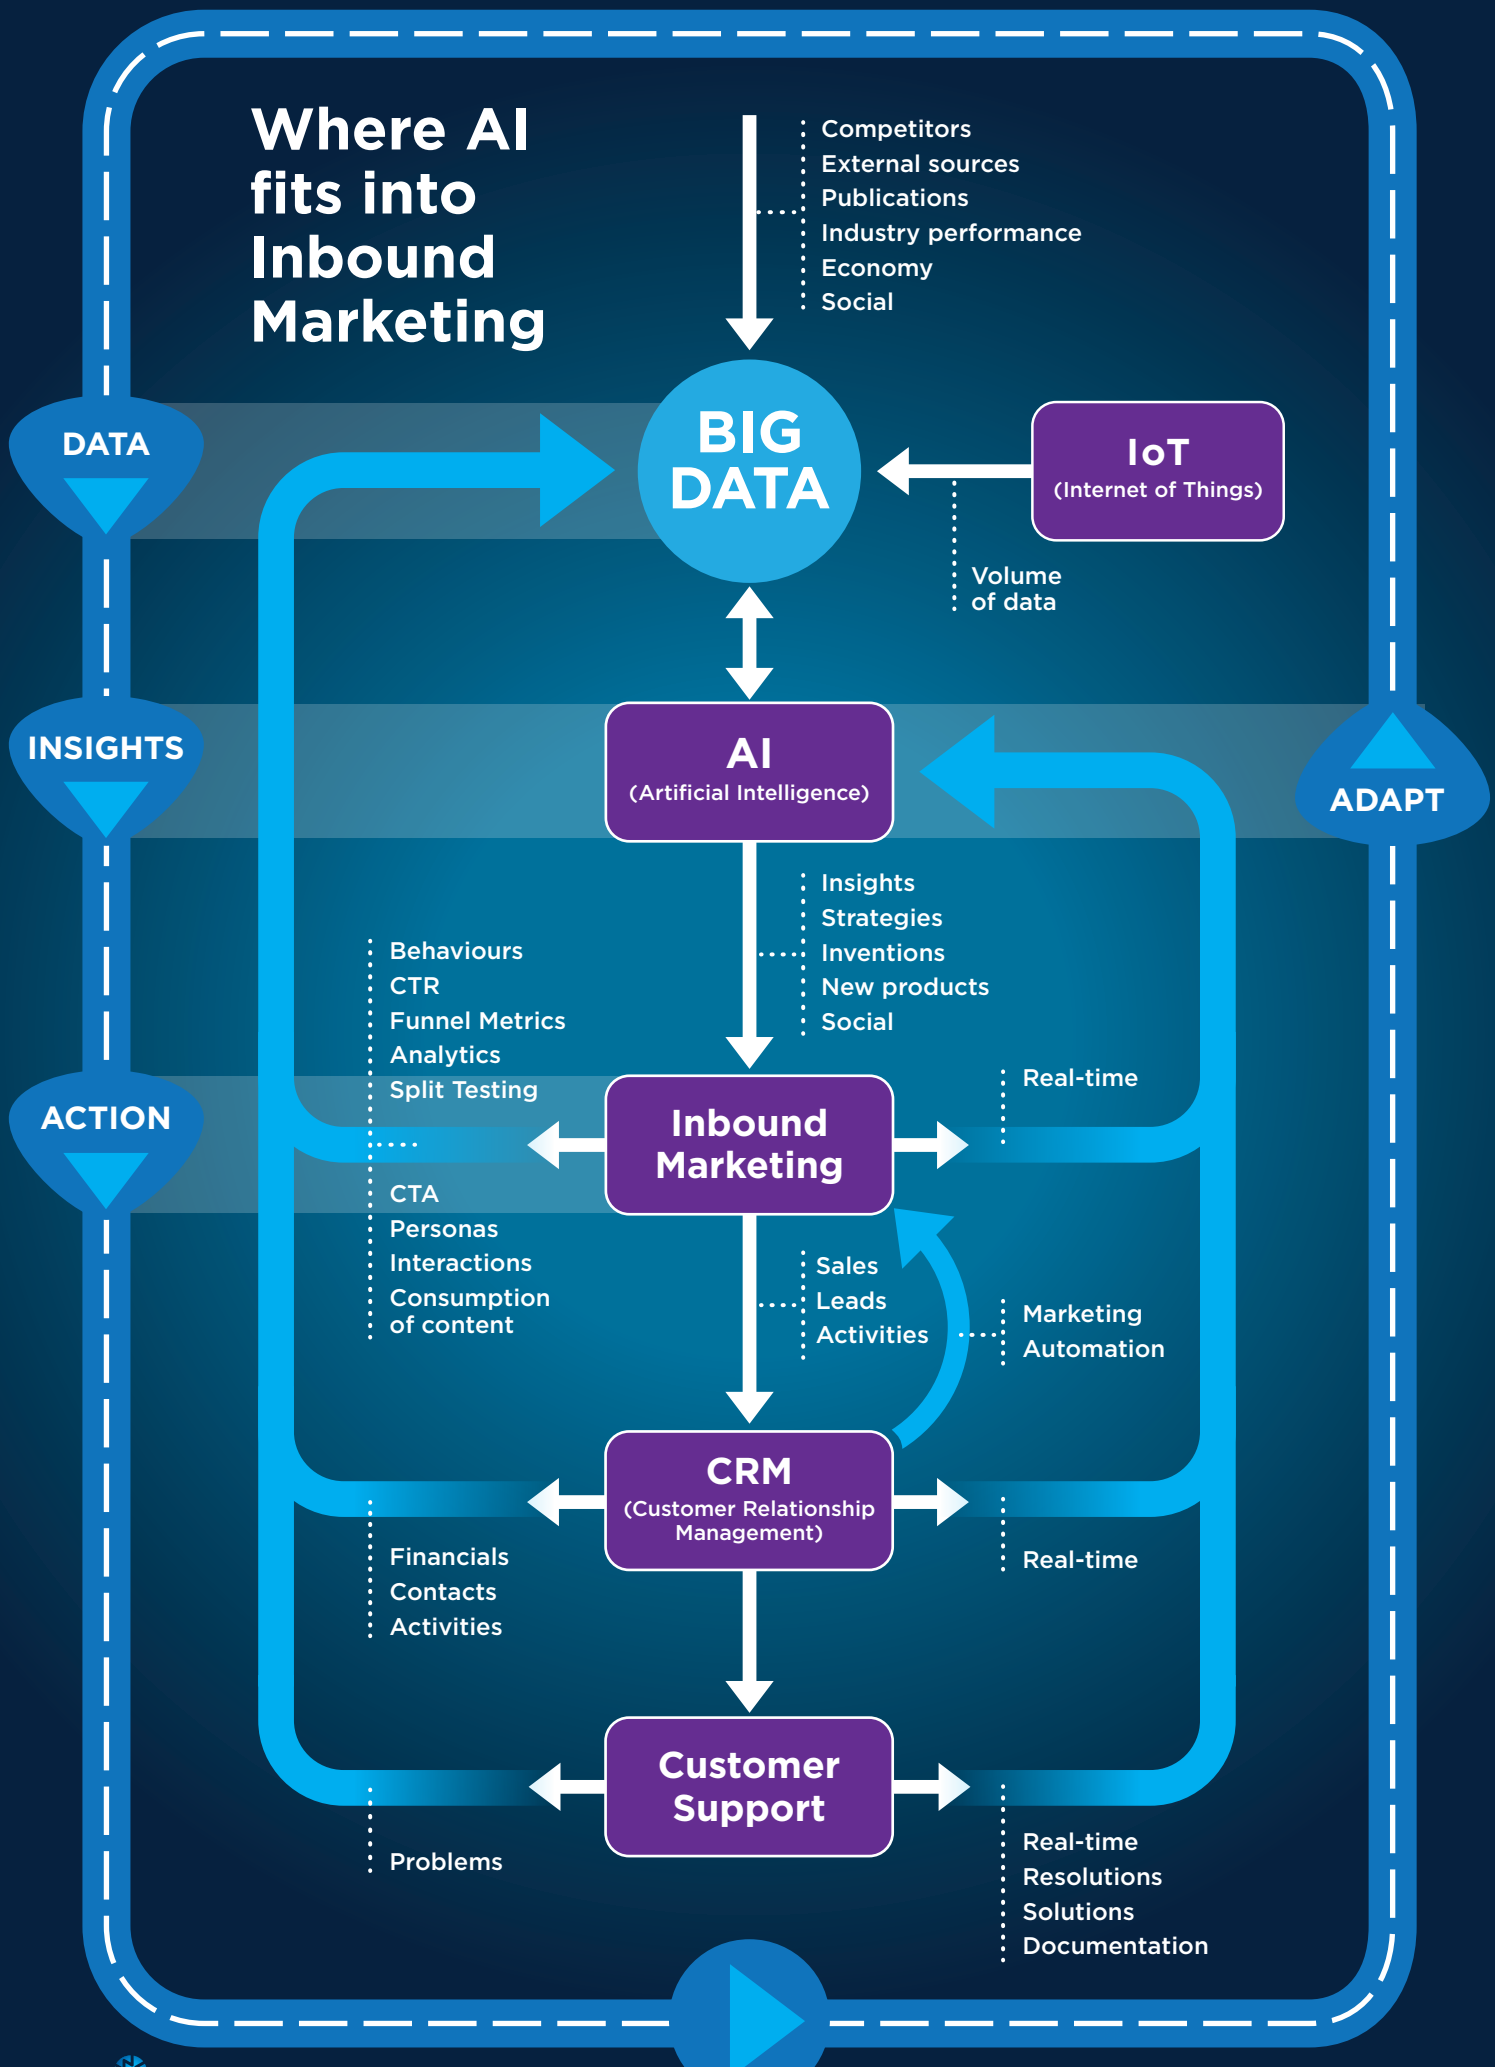 Where AI
fits into
Inbound
Marketing
Competitors
External sources
Publications
Industry performance
Economy
Social
DATA
BIG
DATA
IoT
(Internet of Things)
Volume
of data
INSIGHTS
AI
(Artificial Intelligence)
ADAPT
Insights
Strategies
Inventions
New products
Social
Behaviours
CTR
Funnel Metrics
Analytics
Split Testing
CTA
Personas
Interactions
Consumption
of content
ACTION
Inbound
Marketing
Real-time
Sales
Leads
Activities
Marketing
Automation
CRM
(Customer Relationship
Management)
Financials
Contacts
Activities
Real-time
Customer
Support
Problems
Real-time
Resolutions
Solutions
Documentation